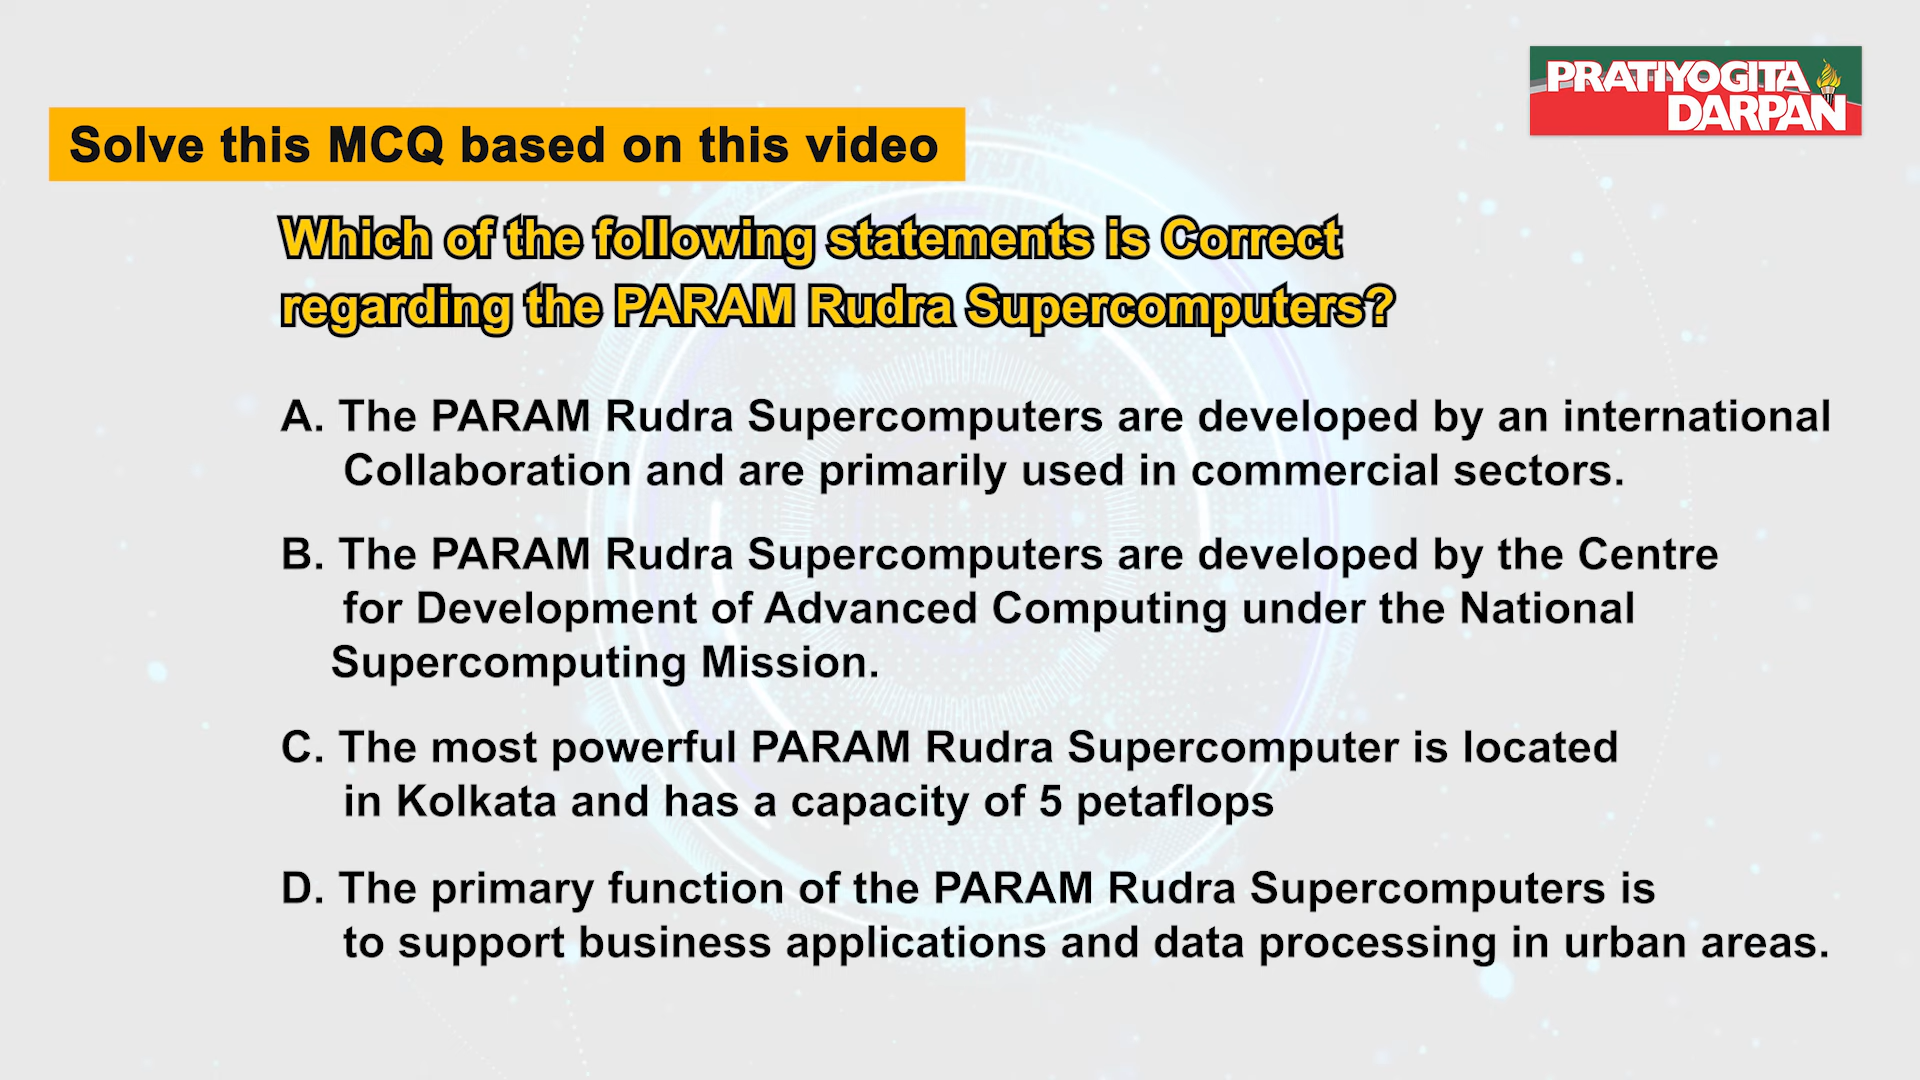 PRATIYOGITA
DARPAN
Solve this MCQ based on this video
Which of the following statements is Correct
regarding the PARAM Rudra Supercomputers?
A. The PARAM Rudra Supercomputers are developed by an international
Collaboration and are primarily used in commercial sectors.
B. The PARAM Rudra Supercomputers are developed by the Centre
for Development of Advanced Computing under the National
Supercomputing Mission.
C. The most powerful PARAM Rudra Supercomputer is located
in Kolkata and has a capacity of 5 petaflops
D. The primary function of the PARAM Rudra Supercomputers is
to support business applications and data processing in urban areas.